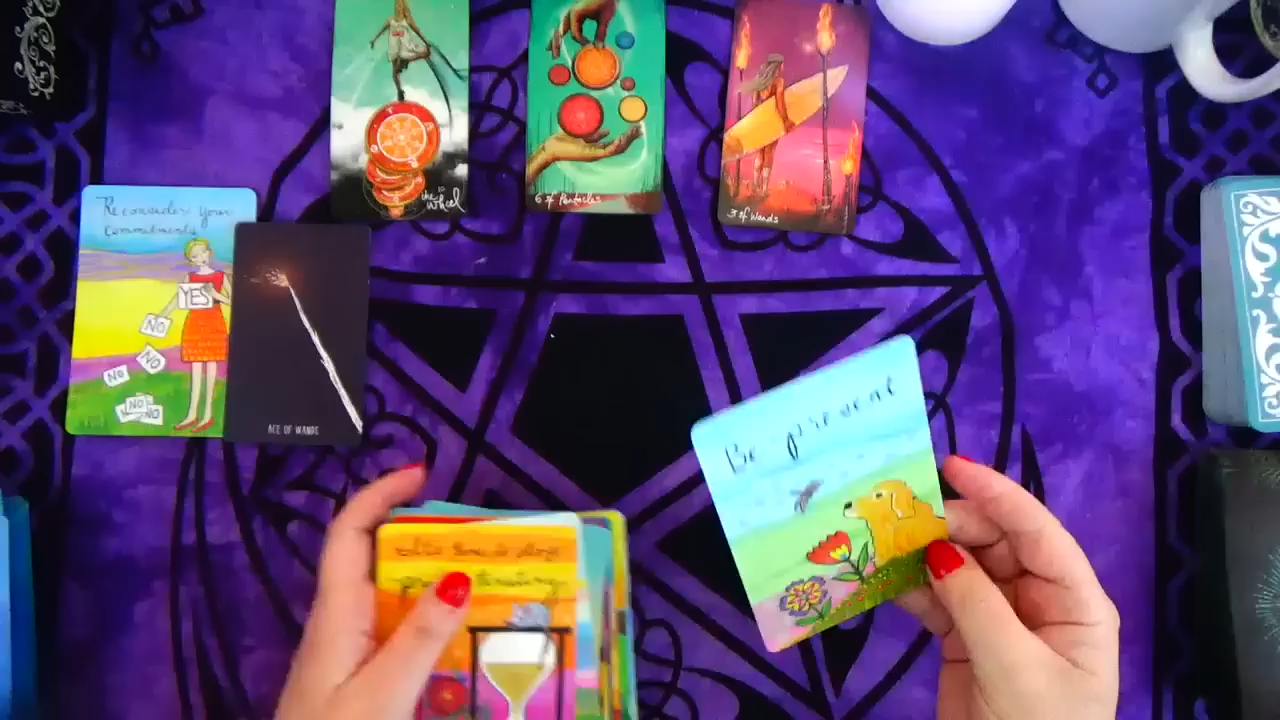 the
wheel
6 of Pentacles
3 of Wands
Reconsider your
commitments
YES
NO
NO
NO
NO
NO
ACE OF WANDS
Be present